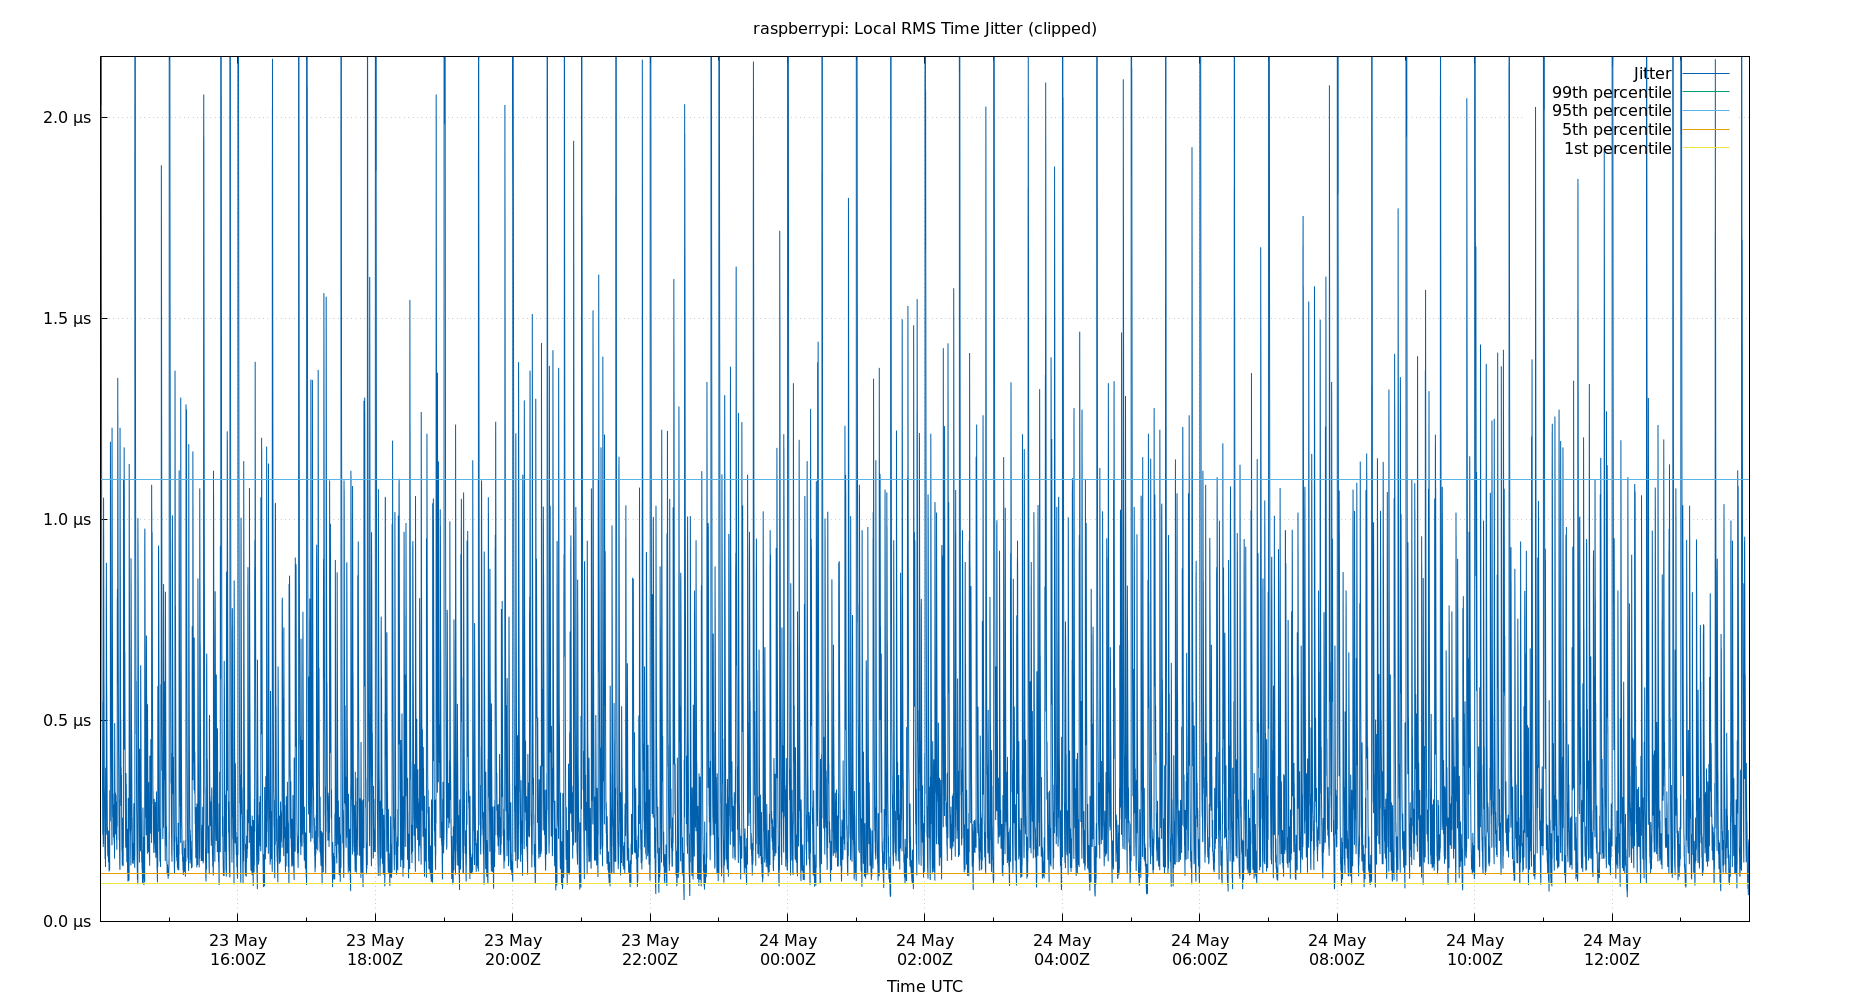 raspberrypi: Local RMS Time Jitter (clipped)
Jitter
99th percentile
95th percentile
5th percentile
1st percentile
2.0 µs
1.5 µs
1.0 µs
0.5 µs
0.0 µs
23 May 23 May 23 May 23 May 24 May 24 May 24 May 24 May 24 May 24 May 24 May
16:00Z 18:00Z 20:00Z 22:00Z 00:00Z 02:00Z 04:00Z 06:00Z 08:00Z 10:00Z 12:00Z
Time UTC